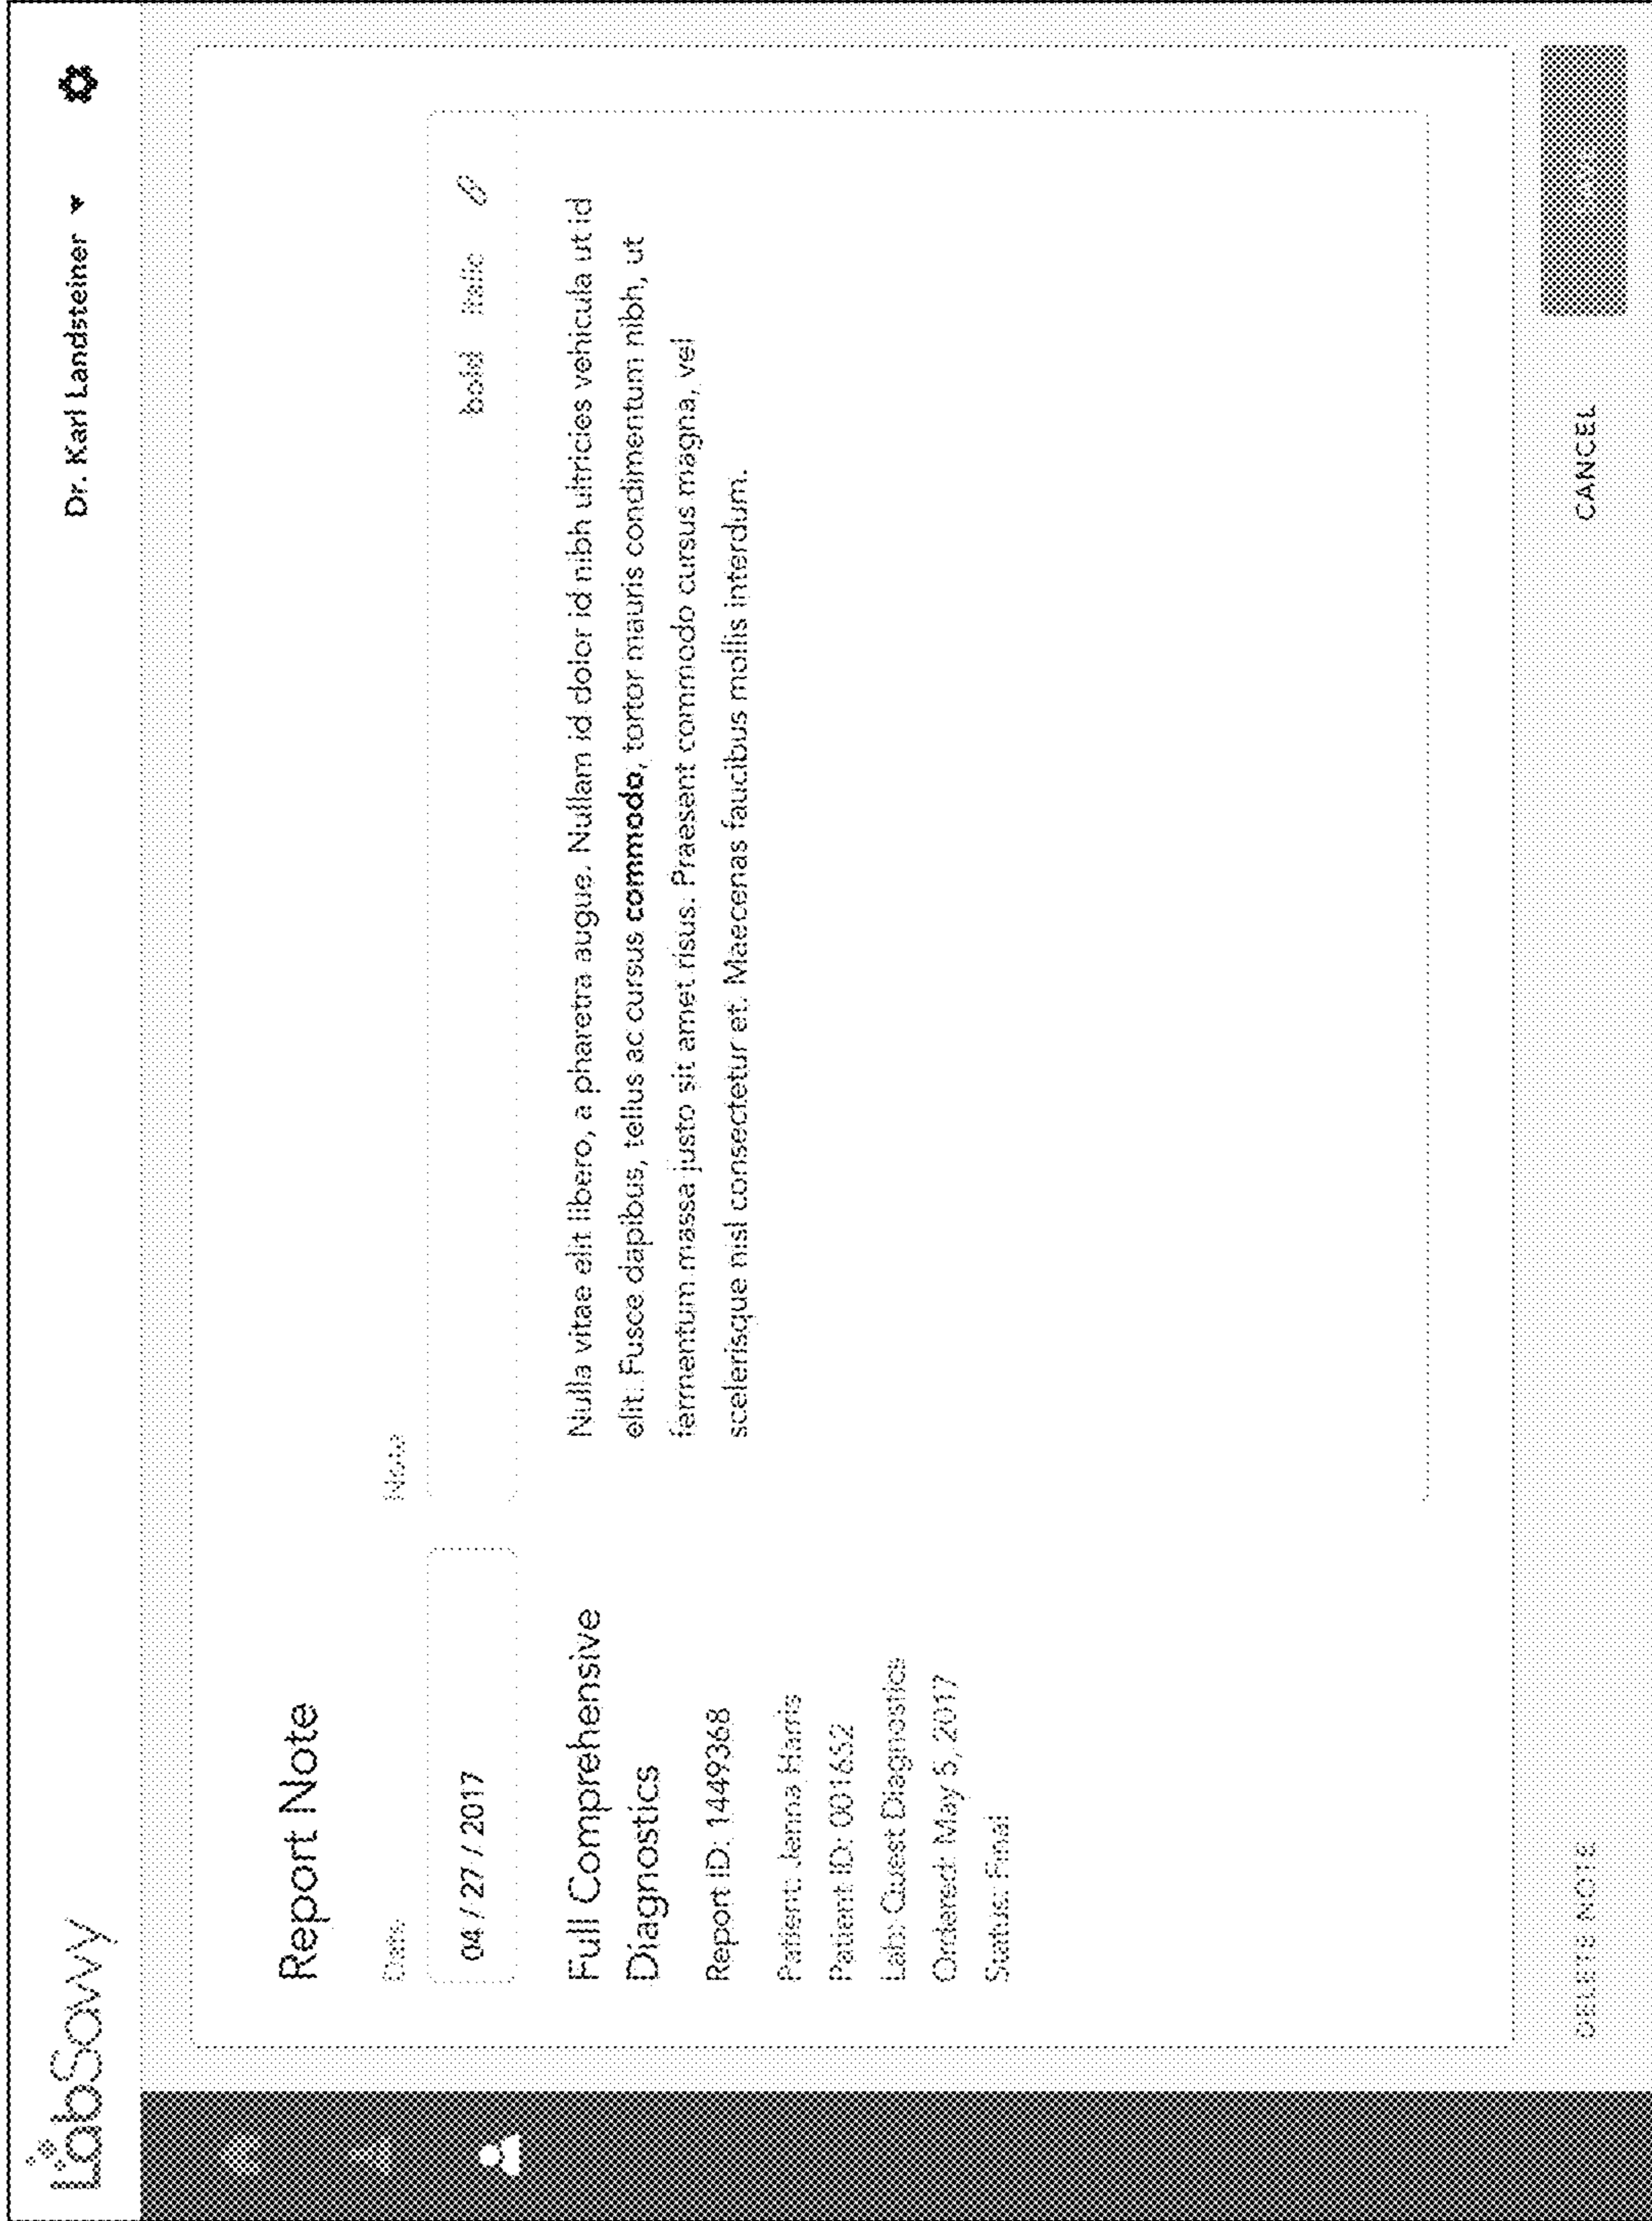 LabSavvy
Dr. Karl Landsteiner
Report Note
Date
Note
04 / 27 / 2017
bold italic
Full Comprehensive
Diagnostics
Report ID: 1449368
Patient: Jenna Harris
Patient ID: 001652
Lab: Quest Diagnostics
Ordered: May 5, 2017
Status: Final
Nulla vitae elit libero, a pharetra augue. Nullam id dolor id nibh ultricies vehicula ut id
elit. Fusce dapibus, tellus ac cursus commodo, tortor mauris condimentum nibh, ut
fermentum massa justo sit amet risus. Praesent commodo cursus magna, vel
scelerisque nisl consectetur et. Maecenas faucibus mollis interdum.
DELETE NOTE
CANCEL